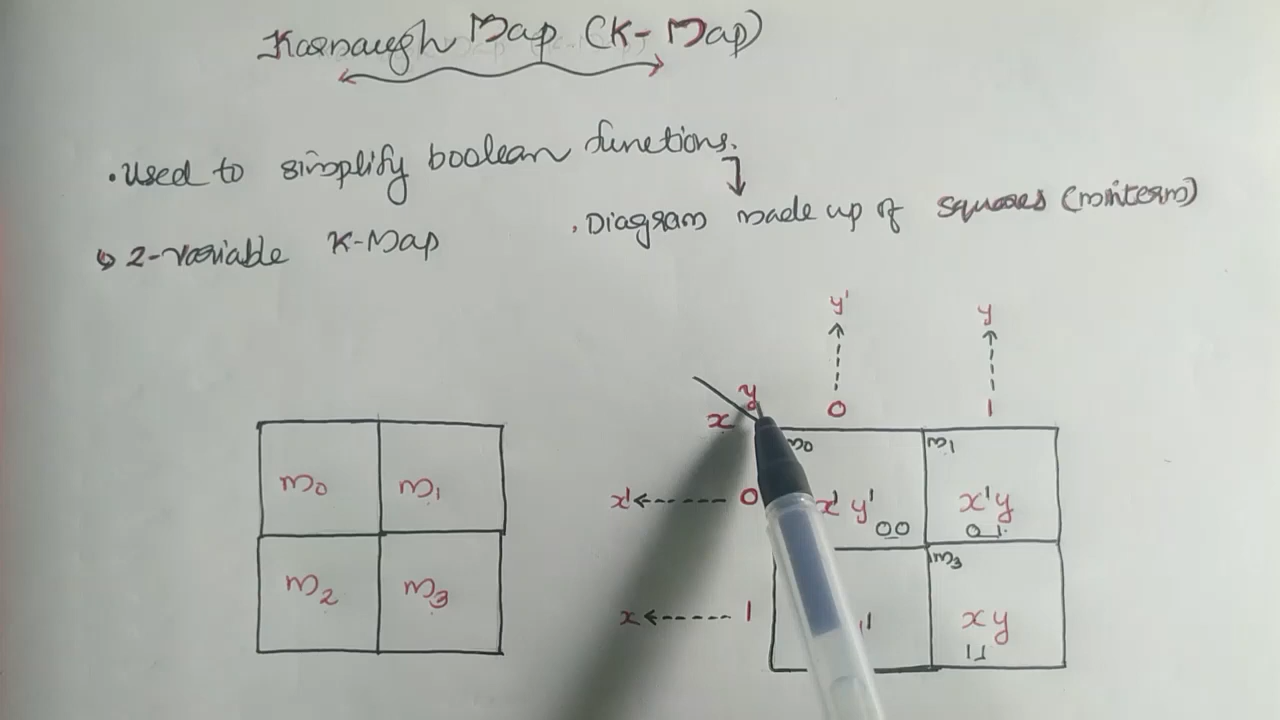 Karnaugh Map (K-Map)
• Used to simplify boolean functions.
• Diagram made up of squares (minterm)
↳ 2-variable K-Map
y' y
y
x 0 1
m0 m1
x' 0 x'y' 00 x'y 01
m0 m1
m3
m2 m3
x 1 xy 11